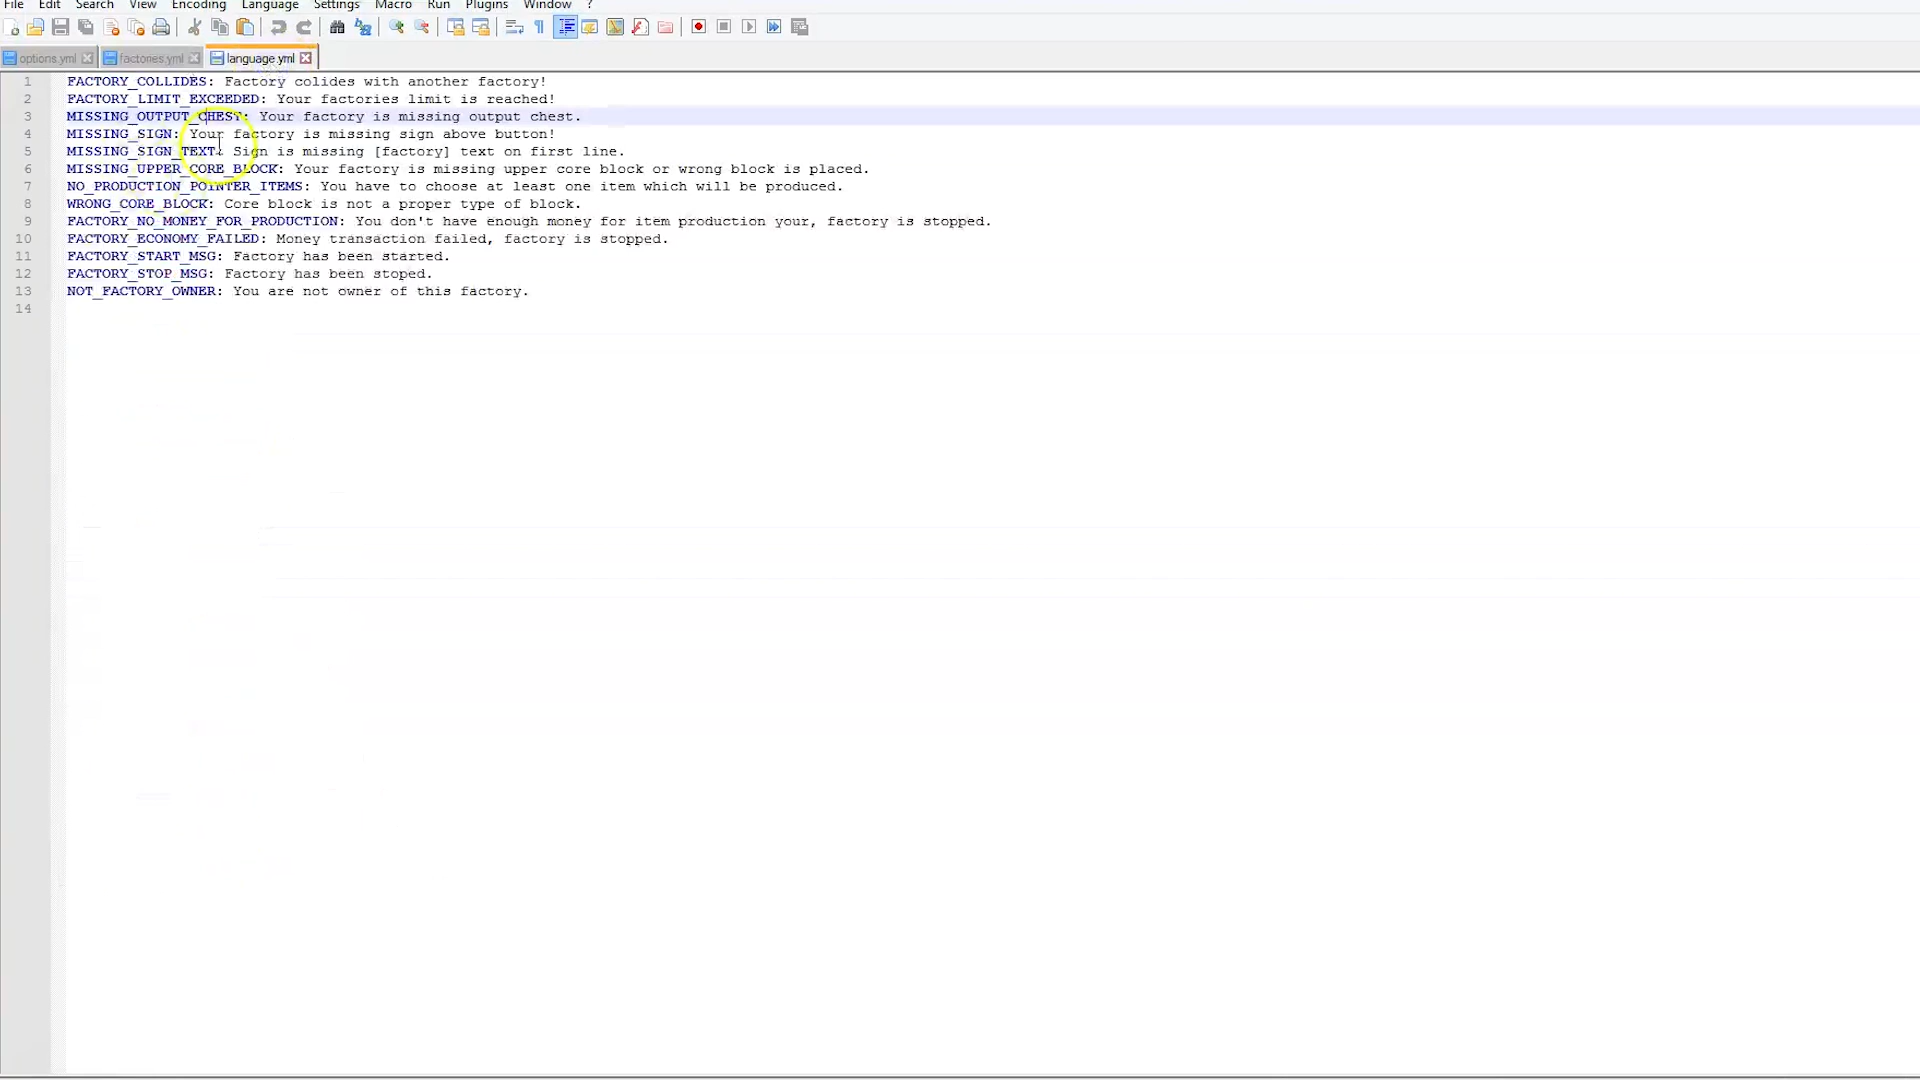 File Edit Search View Encoding Language Settings Macro Run Plugins Window ?
options.yml factories.yml language.yml
1 FACTORY_COLLIDES: Factory colides with another factory!
2 FACTORY_LIMIT_EXCEEDED: Your factories limit is reached!
3 MISSING_OUTPUT_CHEST: Your factory is missing output chest.
4 MISSING_SIGN: Your factory is missing sign above button!
5 MISSING_SIGN_TEXT: Sign is missing [factory] text on first line.
6 MISSING_UPPER_CORE_BLOCK: Your factory is missing upper core block or wrong block is placed.
7 NO_PRODUCTION_POINTER_ITEMS: You have to choose at least one item which will be produced.
8 WRONG_CORE_BLOCK: Core block is not a proper type of block.
9 FACTORY_NO_MONEY_FOR_PRODUCTION: You don't have enough money for item production your, factory is stopped.
10 FACTORY_ECONOMY_FAILED: Money transaction failed, factory is stopped.
11 FACTORY_START_MSG: Factory has been started.
12 FACTORY_STOP_MSG: Factory has been stoped.
13 NOT_FACTORY_OWNER: You are not owner of this factory.
14